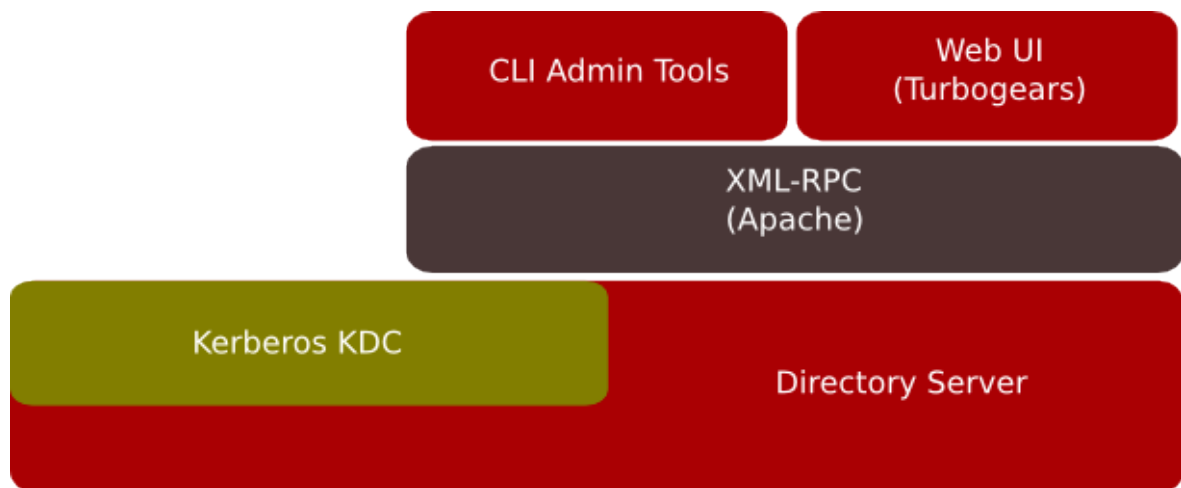 CLI Admin Tools
Web UI
(Turbogears)
XML-RPC
(Apache)
Kerberos KDC
Directory Server